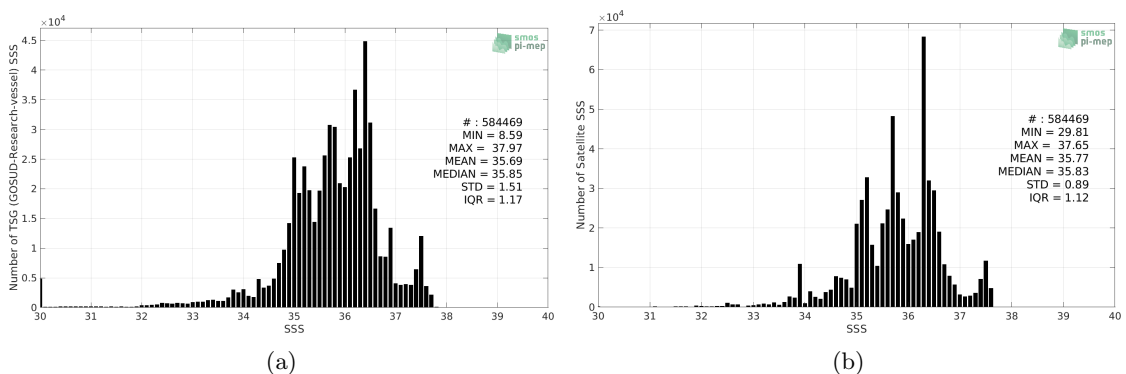 ×10⁴
smos
pi-mep
4.5
4
3.5
3
2.5
2
1.5
1
0.5
0
Number of TSG (GOSUD-Research-vessel) SSS
# : 584469
MIN = 8.59
MAX = 37.97
MEAN = 35.69
MEDIAN = 35.85
STD = 1.51
IQR = 1.17
30 31 32 33 34 35 36 37 38 39 40
SSS
(a)
×10⁴
smos
pi-mep
7
6
5
4
3
2
1
0
Number of Satellite SSS
# : 584469
MIN = 29.81
MAX = 37.65
MEAN = 35.77
MEDIAN = 35.83
STD = 0.89
IQR = 1.12
30 31 32 33 34 35 36 37 38 39 40
SSS
(b)